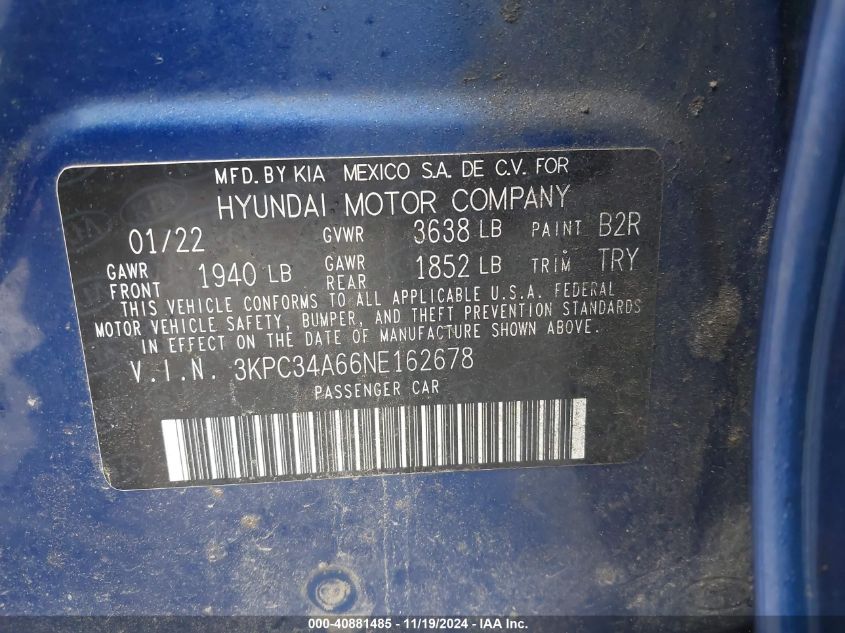 MFD. BY KIA MEXICO S.A. DE C.V. FOR
HYUNDAI MOTOR COMPANY
01/22 GVWR 3638 LB PAINT B2R
GAWR FRONT 1940 LB GAWR REAR 1852 LB TRIM TRY
THIS VEHICLE CONFORMS TO ALL APPLICABLE U.S.A. FEDERAL
MOTOR VEHICLE SAFETY, BUMPER, AND THEFT PREVENTION STANDARDS
IN EFFECT ON THE DATE OF MANUFACTURE SHOWN ABOVE.
V.I.N. 3KPC34A66NE162678
PASSENGER CAR
000-40881485 - 11/19/2024 - IAA Inc.